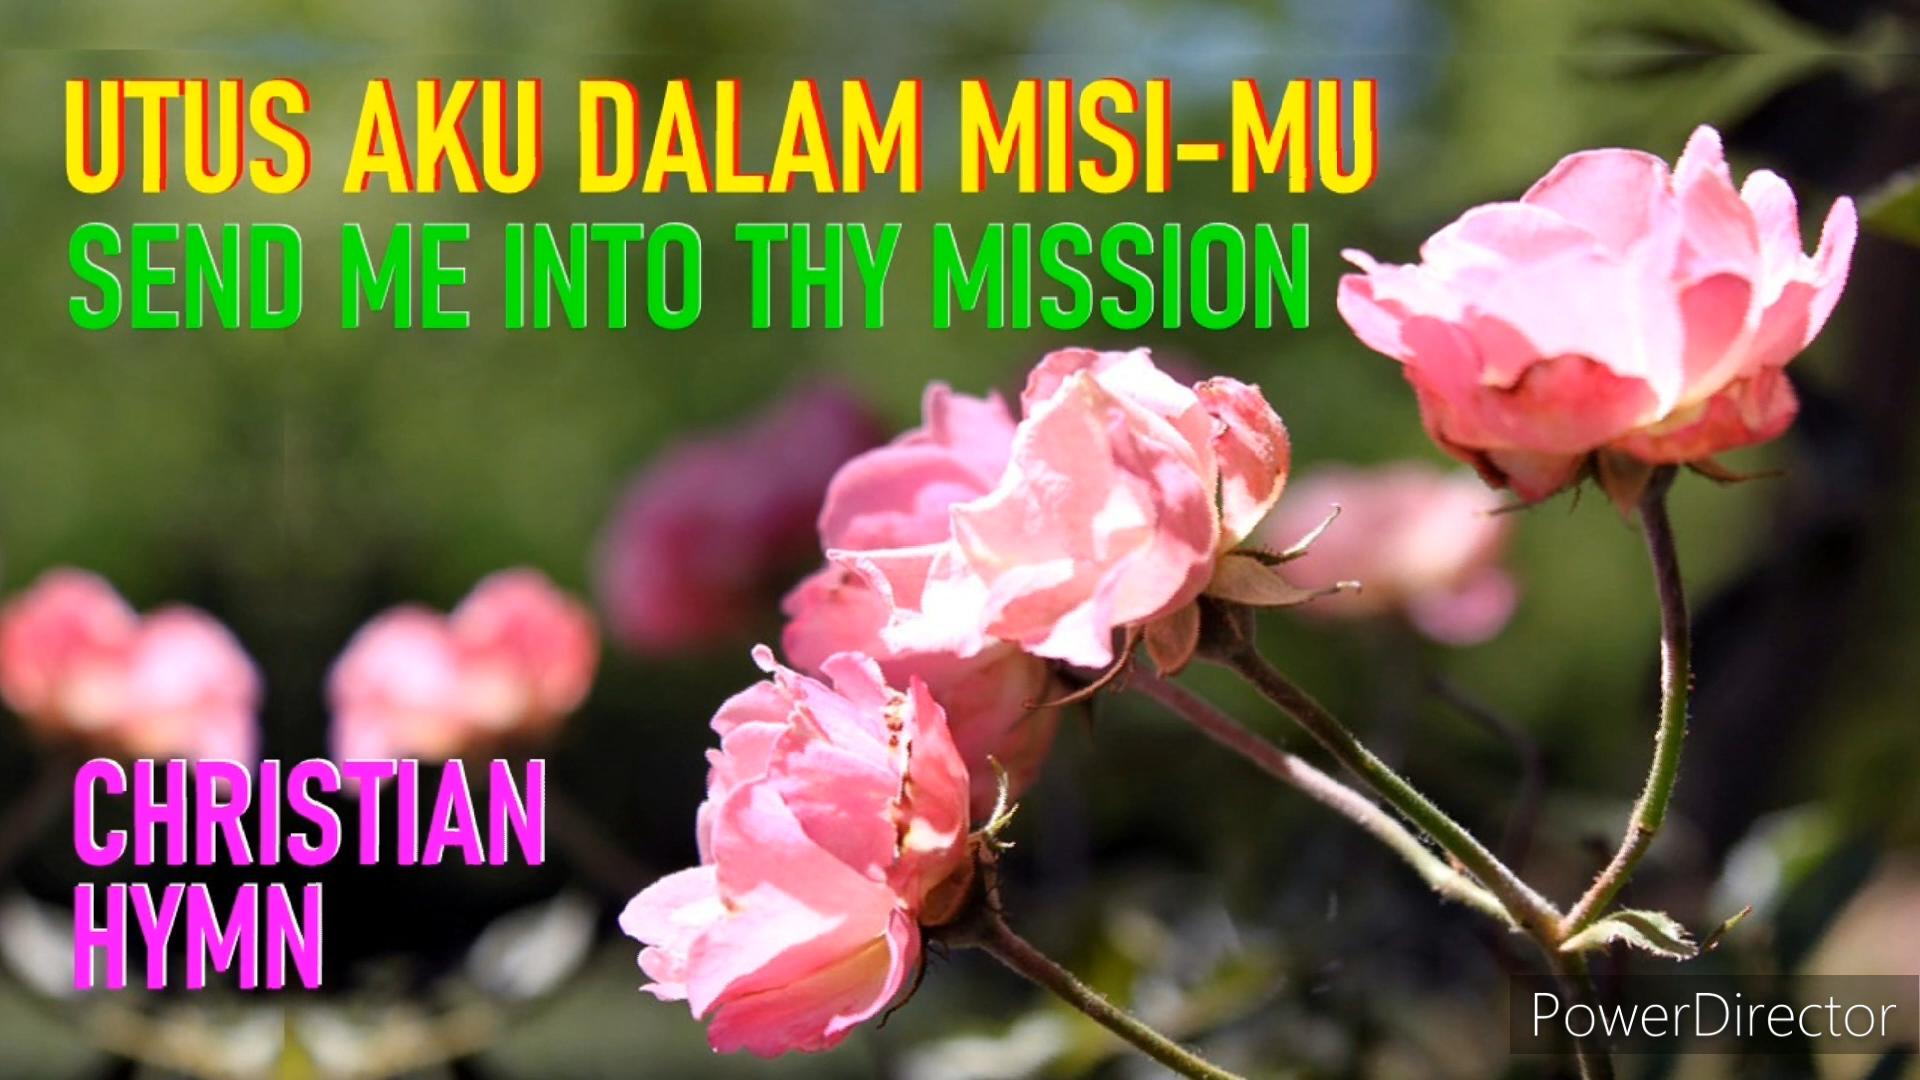 UTUS AKU DALAM MISI-MU
SEND ME INTO THY MISSION
CHRISTIAN
HYMN
PowerDirector